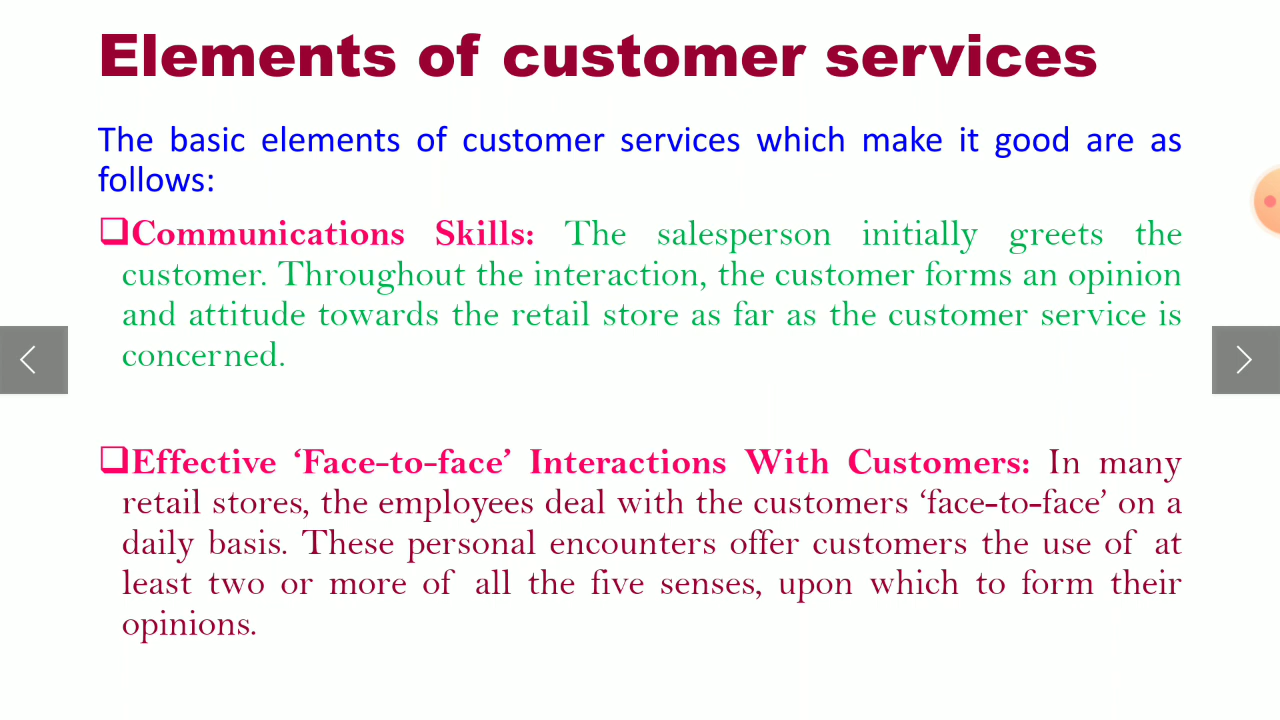 Elements of customer services
The basic elements of customer services which make it good are as
follows:
❑Communications Skills: The salesperson initially greets the
customer. Throughout the interaction, the customer forms an opinion
and attitude towards the retail store as far as the customer service is
concerned.
❑Effective ‘Face-to-face’ Interactions With Customers: In many
retail stores, the employees deal with the customers ‘face-to-face’ on a
daily basis. These personal encounters offer customers the use of at
least two or more of all the five senses, upon which to form their
opinions.